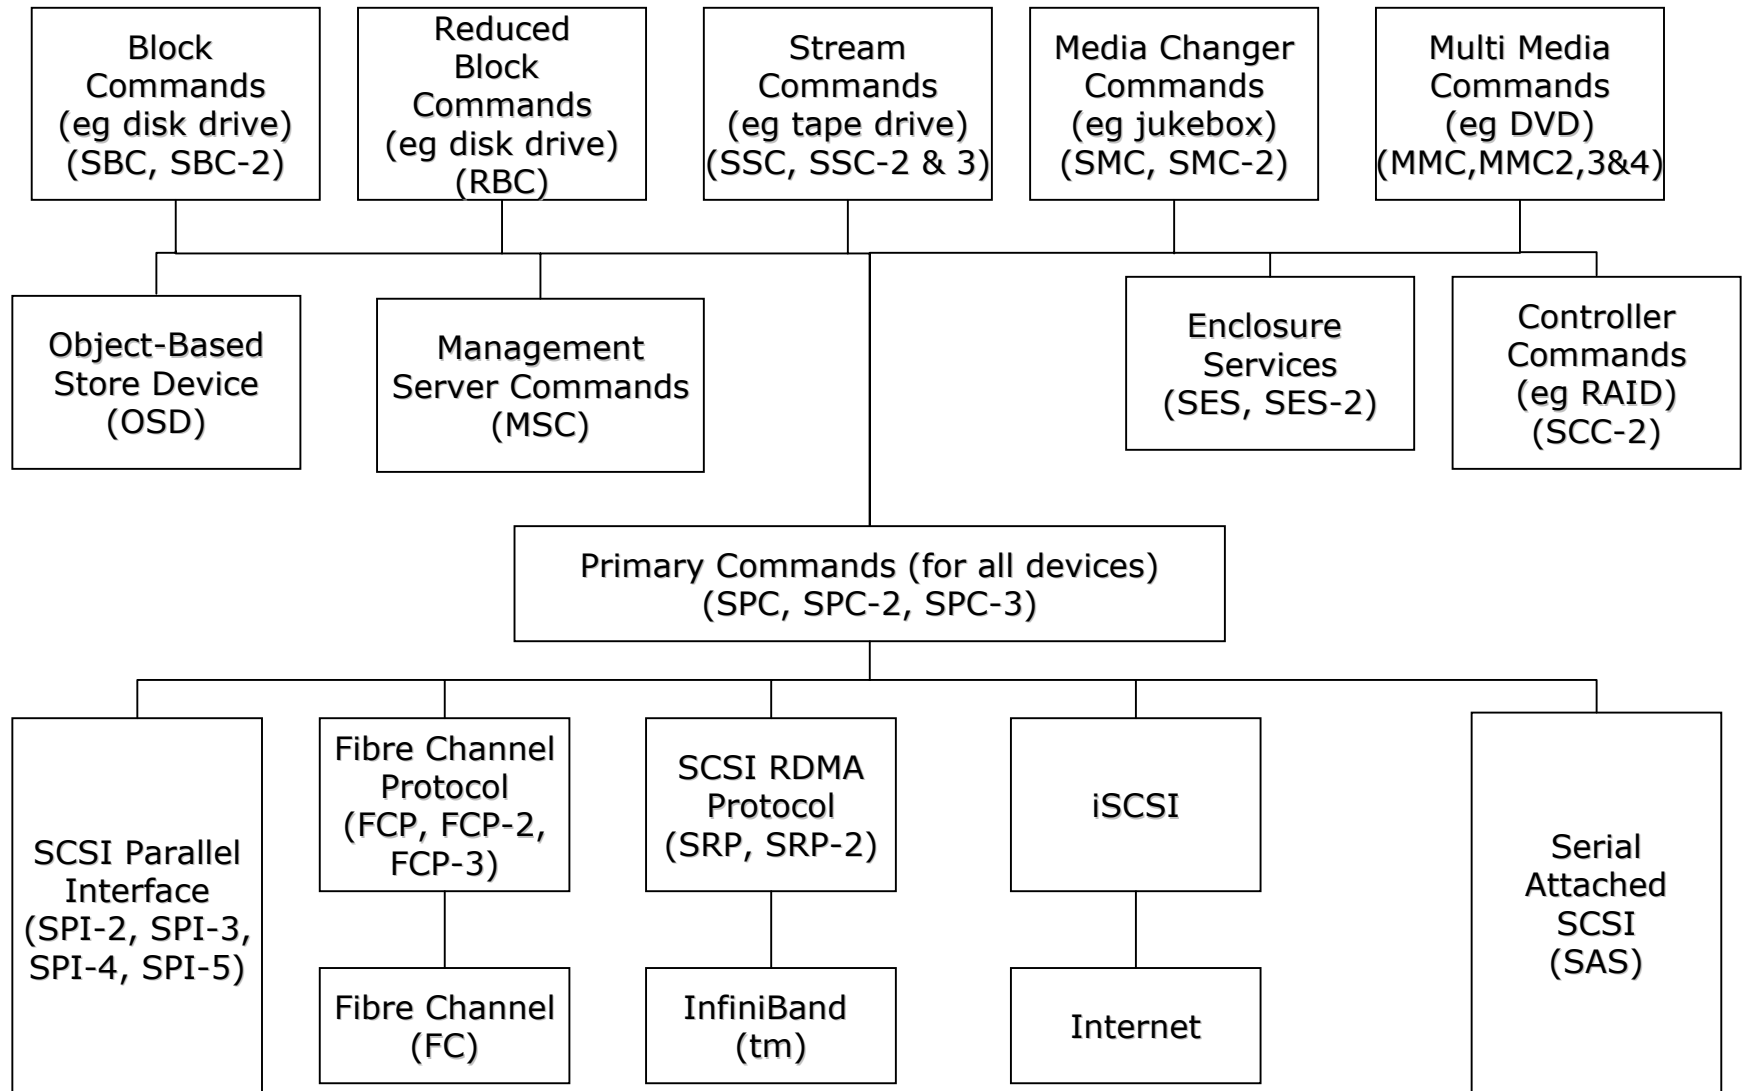 Block
Commands
(eg disk drive)
(SBC, SBC-2)
Reduced
Block
Commands
(eg disk drive)
(RBC)
Stream
Commands
(eg tape drive)
(SSC, SSC-2 & 3)
Media Changer
Commands
(eg jukebox)
(SMC, SMC-2)
Multi Media
Commands
(eg DVD)
(MMC,MMC2,3&4)
Object-Based
Store Device
(OSD)
Management
Server Commands
(MSC)
Enclosure
Services
(SES, SES-2)
Controller
Commands
(eg RAID)
(SCC-2)
Primary Commands (for all devices)
(SPC, SPC-2, SPC-3)
SCSI Parallel
Interface
(SPI-2, SPI-3,
SPI-4, SPI-5)
Fibre Channel
Protocol
(FCP, FCP-2,
FCP-3)
SCSI RDMA
Protocol
(SRP, SRP-2)
iSCSI
Serial
Attached
SCSI
(SAS)
Fibre Channel
(FC)
InfiniBand
(tm)
Internet